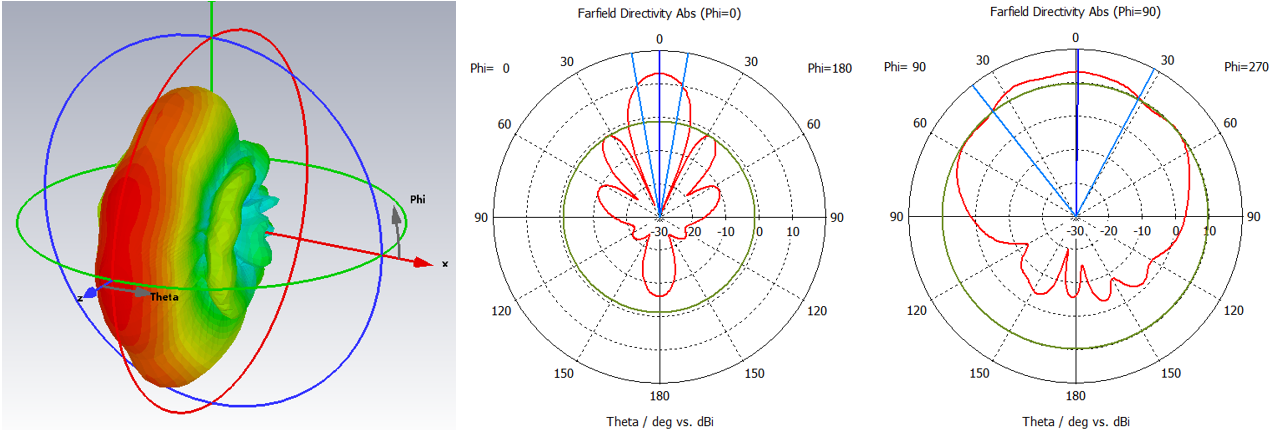 Phi
x
z
Theta
Farfield Directivity Abs (Phi=0)
0
30
30
Phi= 0
Phi=180
60
60
90
-30
-20
-10
0
10
90
120
120
150
150
180
Theta / deg vs. dBi
Farfield Directivity Abs (Phi=90)
0
30
30
Phi= 90
Phi=270
60
60
90
-30
-20
-10
0
10
90
120
120
150
150
180
Theta / deg vs. dBi